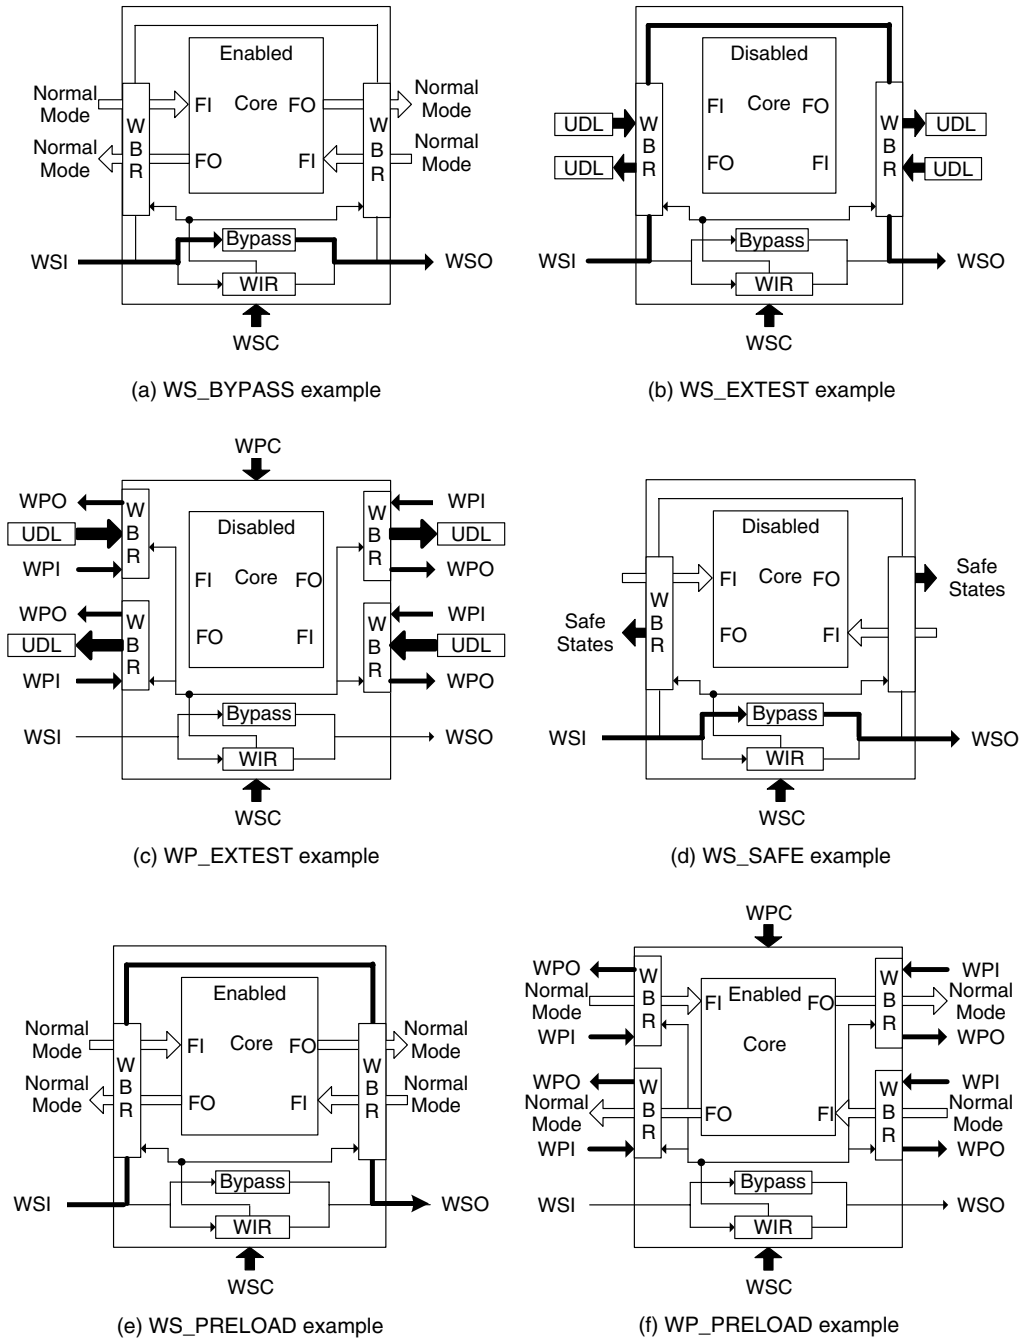 Enabled
Normal Mode
FI
Core
FO
Normal Mode
W B R
W B R
Normal Mode
FO
FI
Normal Mode
Bypass
WSI
WSO
WIR
WSC
(a) WS_BYPASS example
Disabled
FI
Core
FO
UDL
W B R
W B R
UDL
UDL
FO
FI
UDL
Bypass
WSI
WSO
WIR
WSC
(b) WS_EXTEST example
WPC
WPO
W B R
W B R
WPI
UDL
Disabled
UDL
WPI
FI
Core
FO
WPO
WPO
W B R
W B R
WPI
UDL
FO
FI
UDL
WPI
WPO
Bypass
WSI
WSO
WIR
WSC
(c) WP_EXTEST example
Disabled
FI
Core
FO
Safe States
Safe States
W B R
FO
FI
Bypass
WSI
WSO
WIR
WSC
(d) WS_SAFE example
Enabled
Normal Mode
FI
Core
FO
Normal Mode
W B R
W B R
Normal Mode
FO
FI
Normal Mode
Bypass
WSI
WSO
WIR
WSC
(e) WS_PRELOAD example
WPC
WPO
W B R
W B R
WPI
Normal Mode
FI
Enabled
FO
Normal Mode
WPI
Core
WPO
WPO
W B R
W B R
WPI
Normal Mode
FO
FI
Normal Mode
WPI
WPO
Bypass
WSI
WSO
WIR
WSC
(f) WP_PRELOAD example